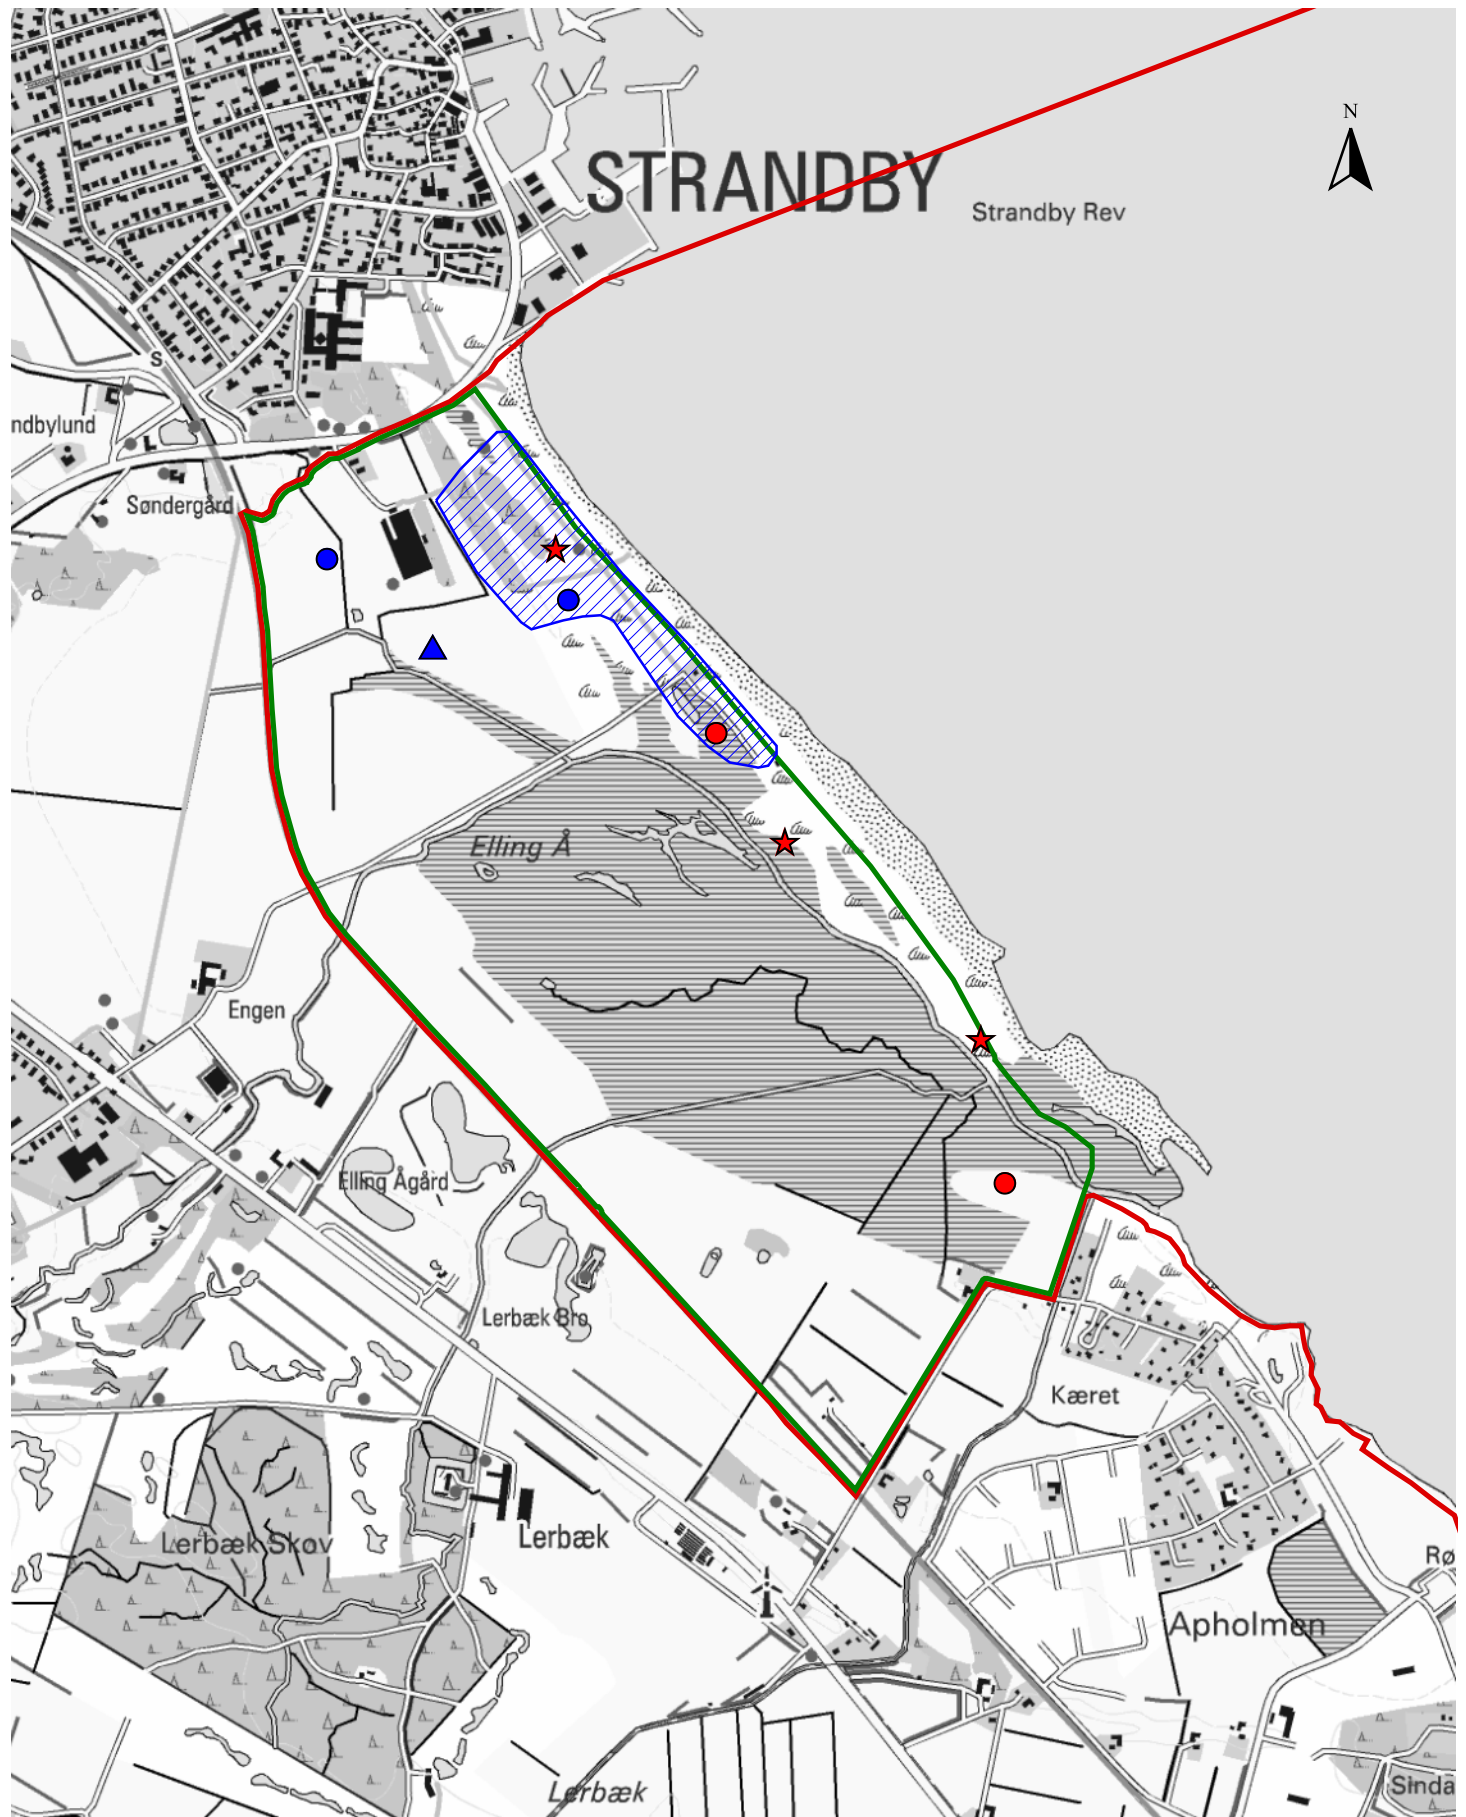 N
STRANDBY
Strandby Rev
S
ndbylund
Søndergård
Elling Å
Engen
Elling Ågård
Lerbæk Bro
Kæret
Lerbæk Skov
Lerbæk
Rø
Apholmen
Lerbæk
Sinda